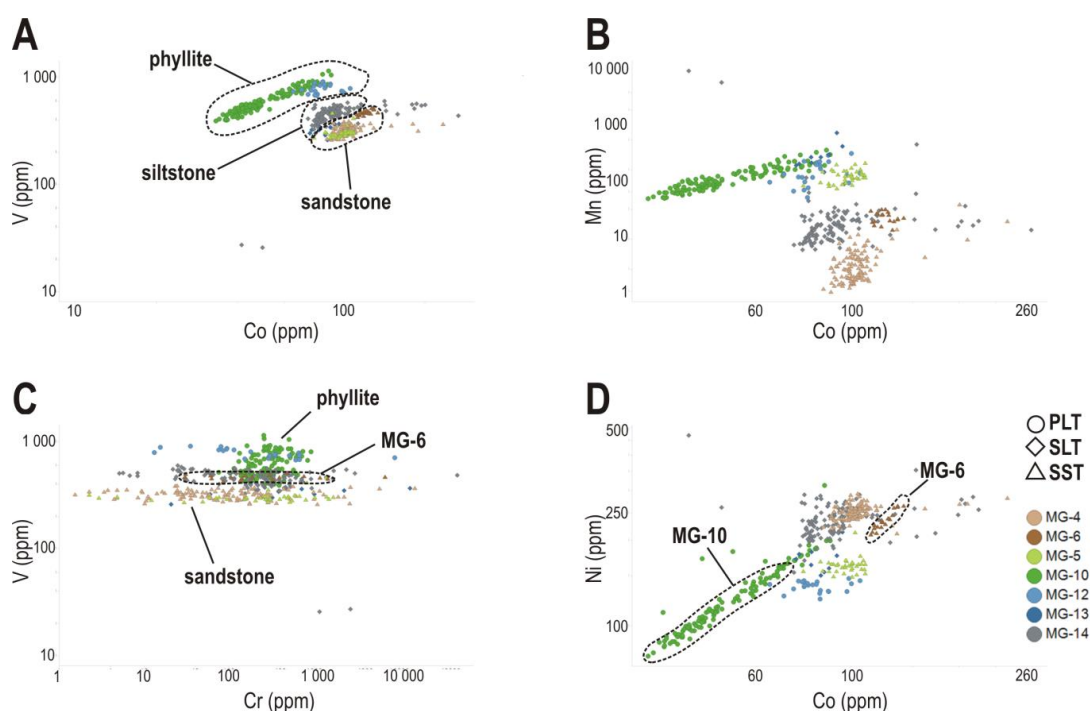 A
phyllite
siltstone
sandstone
V (ppm)
1 000
100
10
10
100
Co (ppm)
B
Mn (ppm)
10 000
1 000
100
10
1
60
100
260
Co (ppm)
C
phyllite
MG-6
sandstone
V (ppm)
1 000
100
10
1
10
100
1 000
10 000
Cr (ppm)
D
MG-10
MG-6
Ni (ppm)
500
250
100
60
100
260
Co (ppm)
PLT
SLT
SST
MG-4
MG-6
MG-5
MG-10
MG-12
MG-13
MG-14